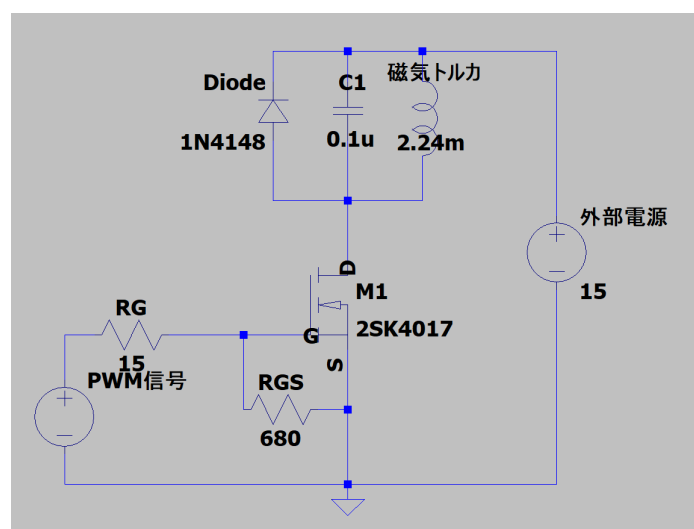 磁気トルカ
Diode
C1
1N4148
0.1u
2.24m
外部電源
15
D
M1
2SK4017
G
S
RG
15
PWM信号
RGS
680